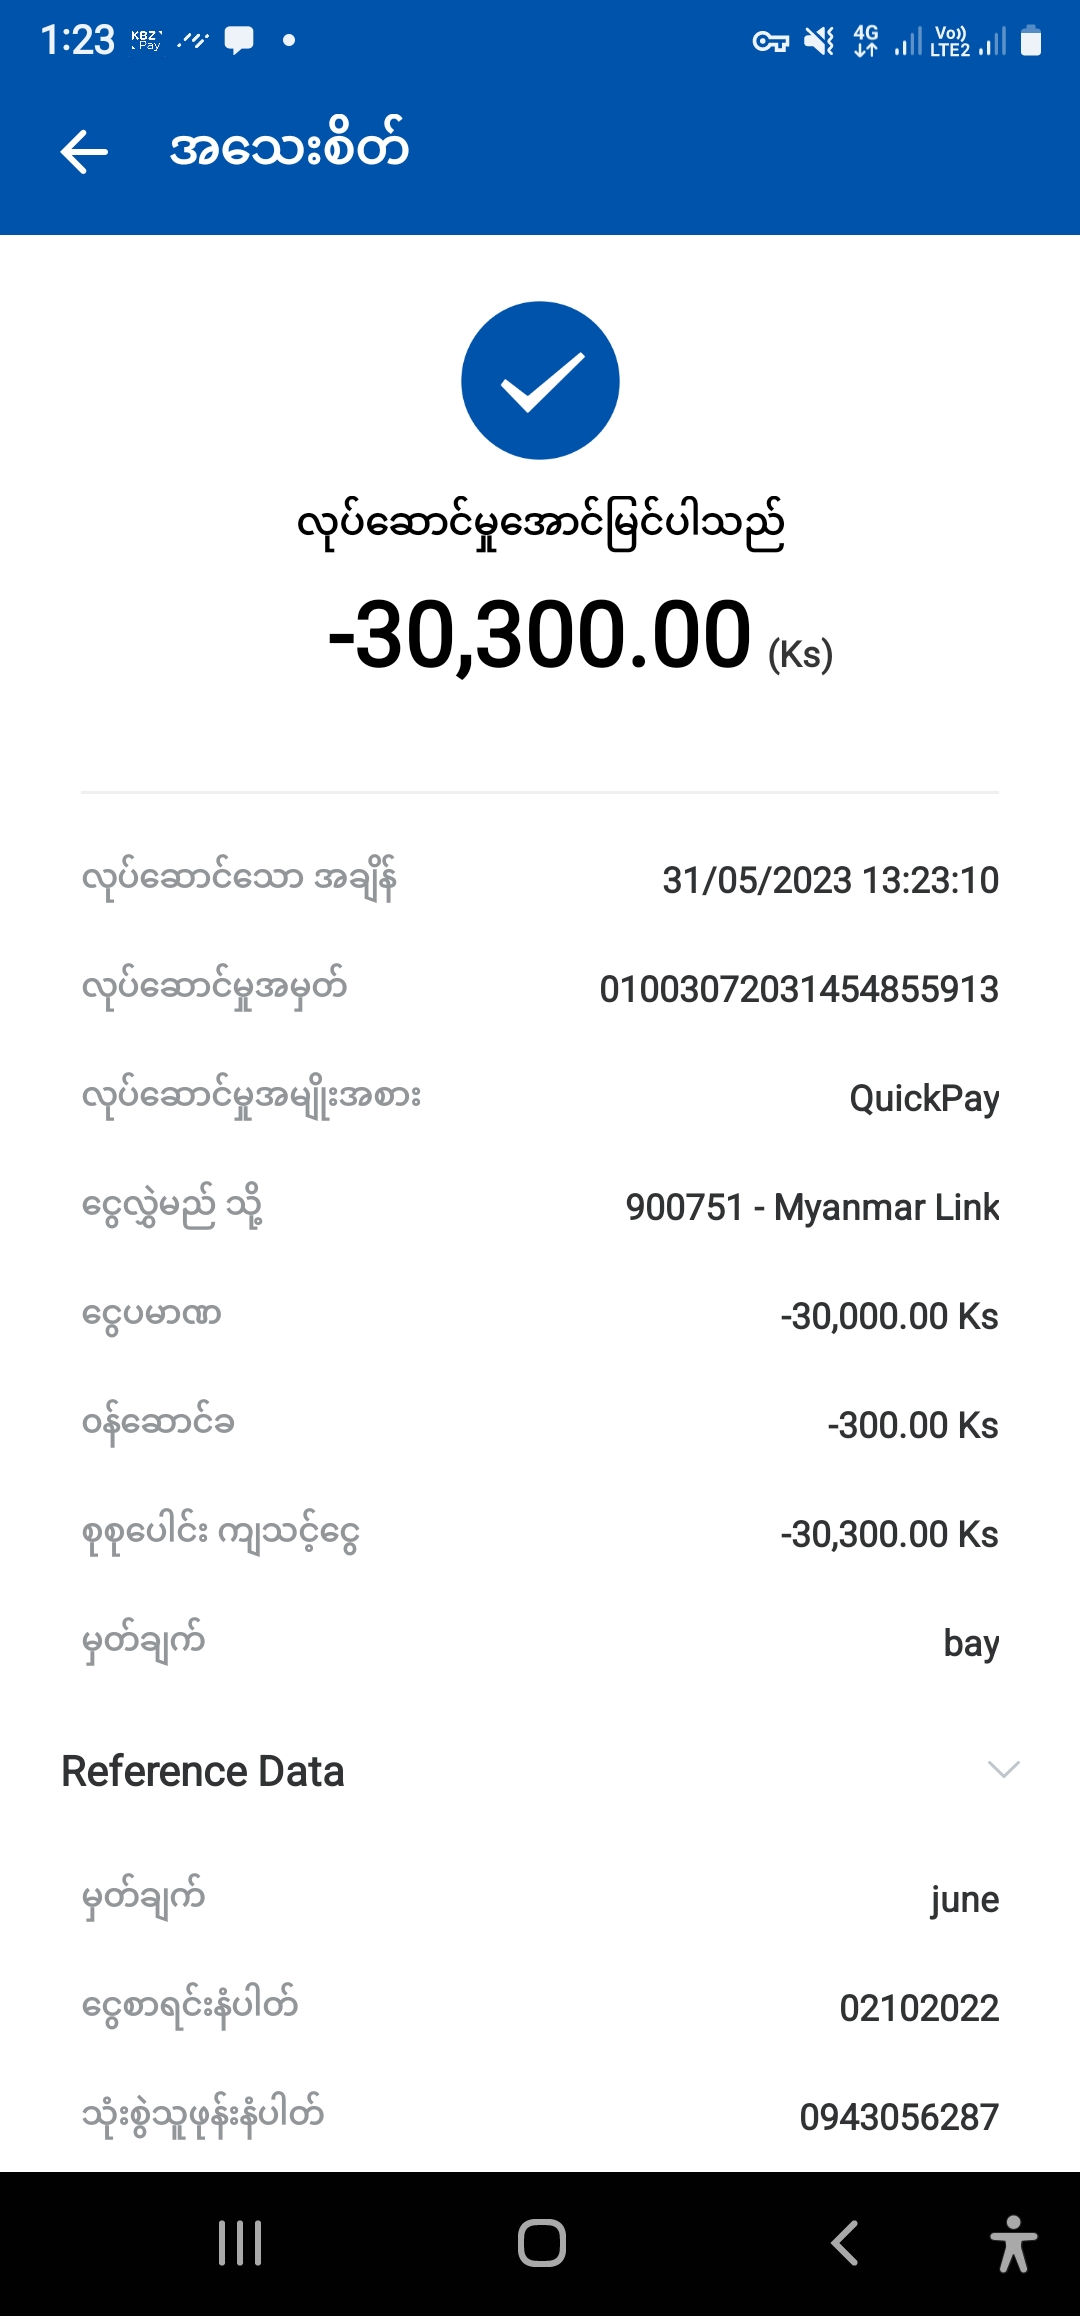 1:23 KBZ Pay 4G Vo)) LTE2
အသေးစိတ်
လုပ်ဆောင်မှုအောင်မြင်ပါသည်
-30,300.00 (Ks)
လုပ်ဆောင်သော အချိန် 31/05/2023 13:23:10
လုပ်ဆောင်မှုအမှတ် 01003072031454855913
လုပ်ဆောင်မှုအမျိုးအစား QuickPay
ငွေလွှဲမည် သို့ 900751 - Myanmar Link
ငွေပမာဏ -30,000.00 Ks
ဝန်ဆောင်ခ -300.00 Ks
စုစုပေါင်း ကျသင့်ငွေ -30,300.00 Ks
မှတ်ချက် bay
Reference Data
မှတ်ချက် june
ငွေစာရင်းနံပါတ် 02102022
သုံးစွဲသူဖုန်းနံပါတ် 0943056287